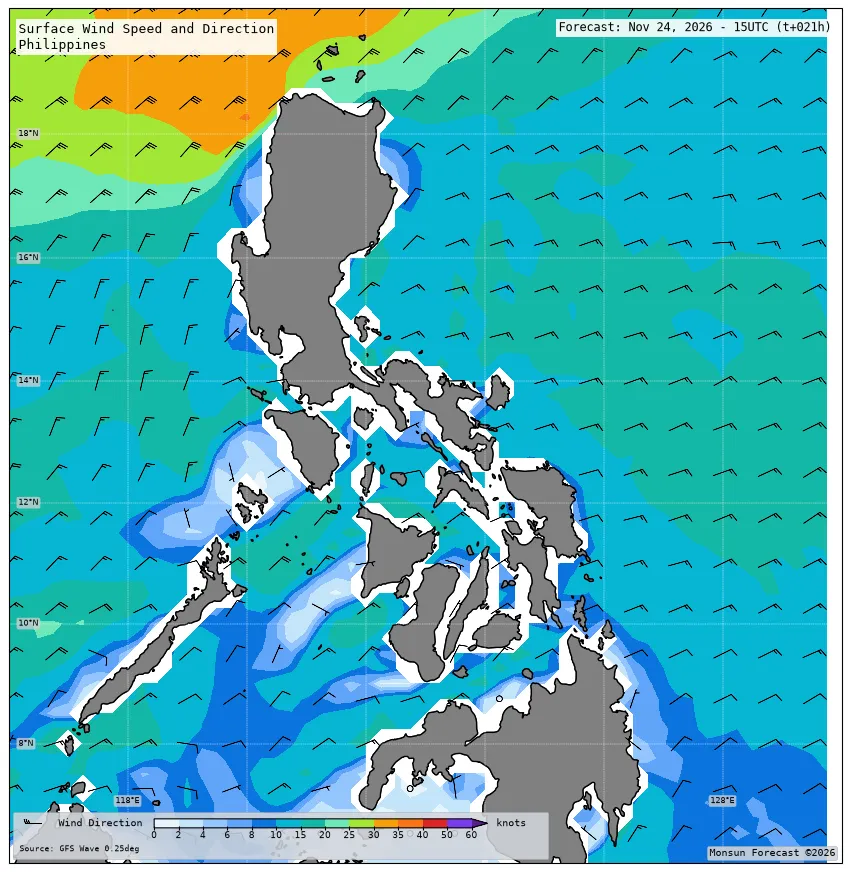 Surface Wind Speed and Direction
Philippines
Forecast: Nov 24, 2026 - 15UTC (t+021h)
18°N
16°N
14°N
12°N
10°N
8°N
118°E
128°E
Wind Direction
0 2 4 6 8 10 15 20 25 30 35 40 50 60 knots
Source: GFS Wave 0.25deg
Monsun Forecast ©2026